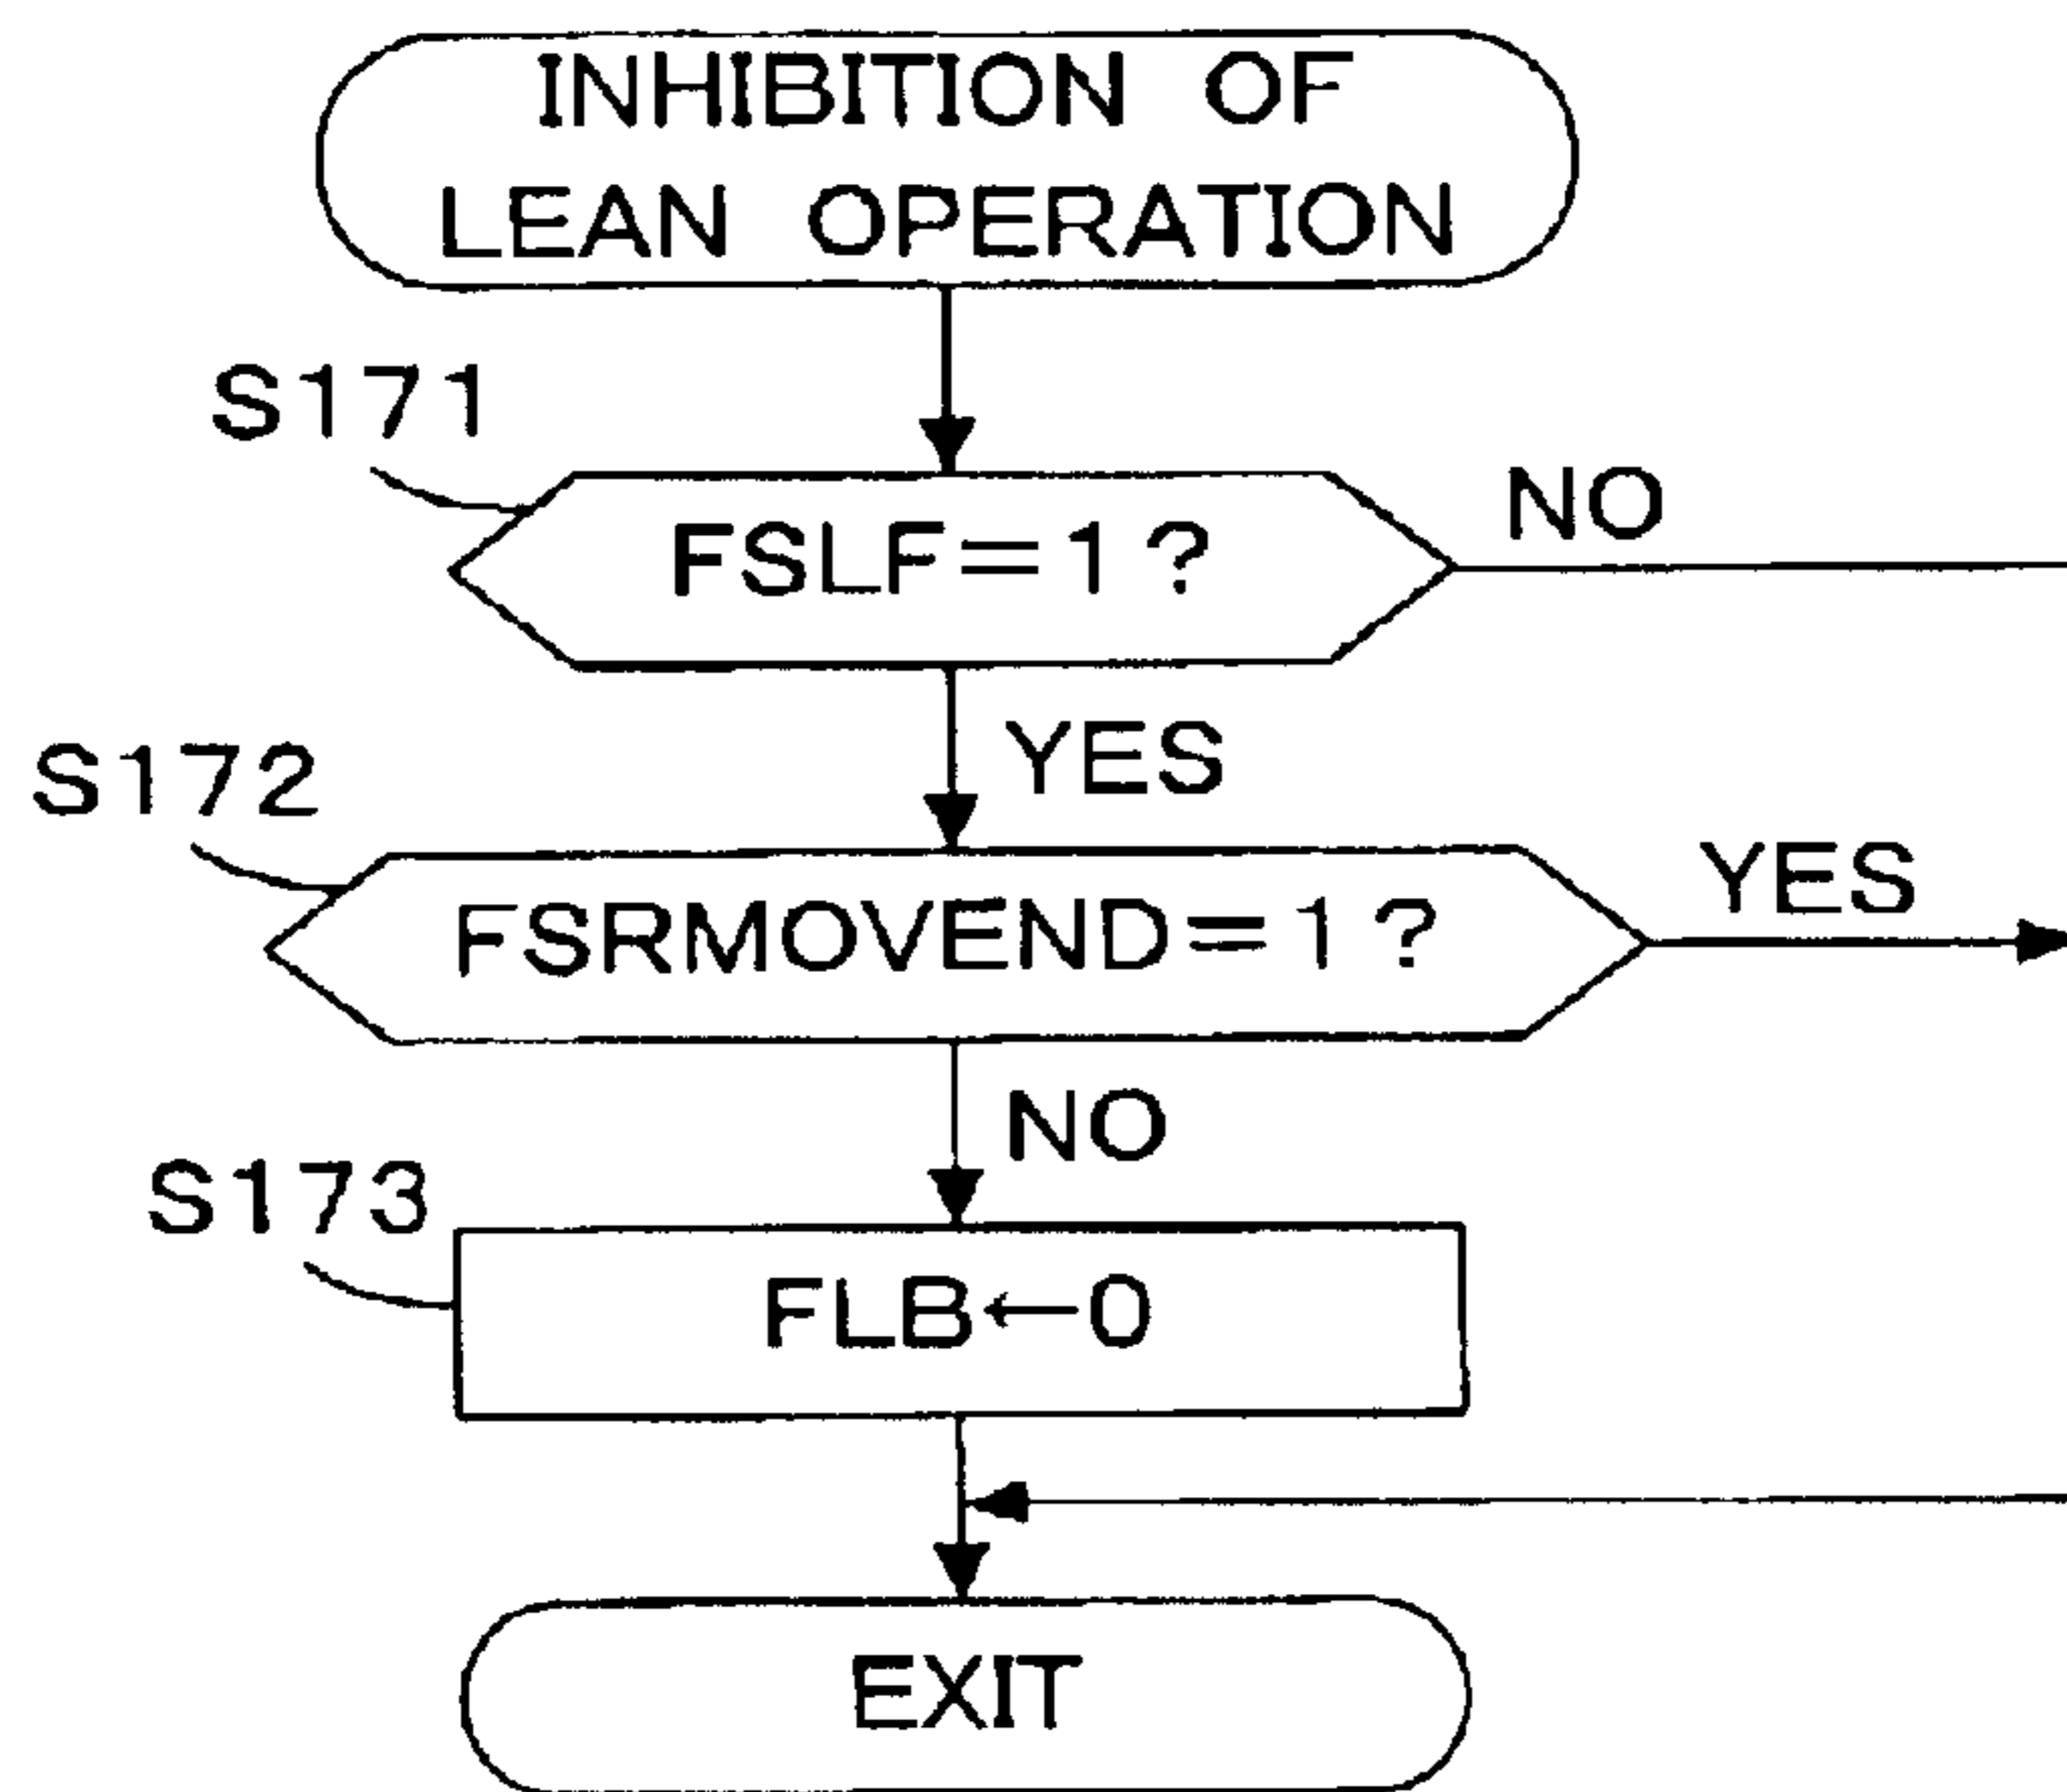 INHIBITION OF
LEAN OPERATION
S171
FSLF=1?
NO
YES
S172
FSRMOVEND=1?
YES
NO
S173
FLB←0
EXIT